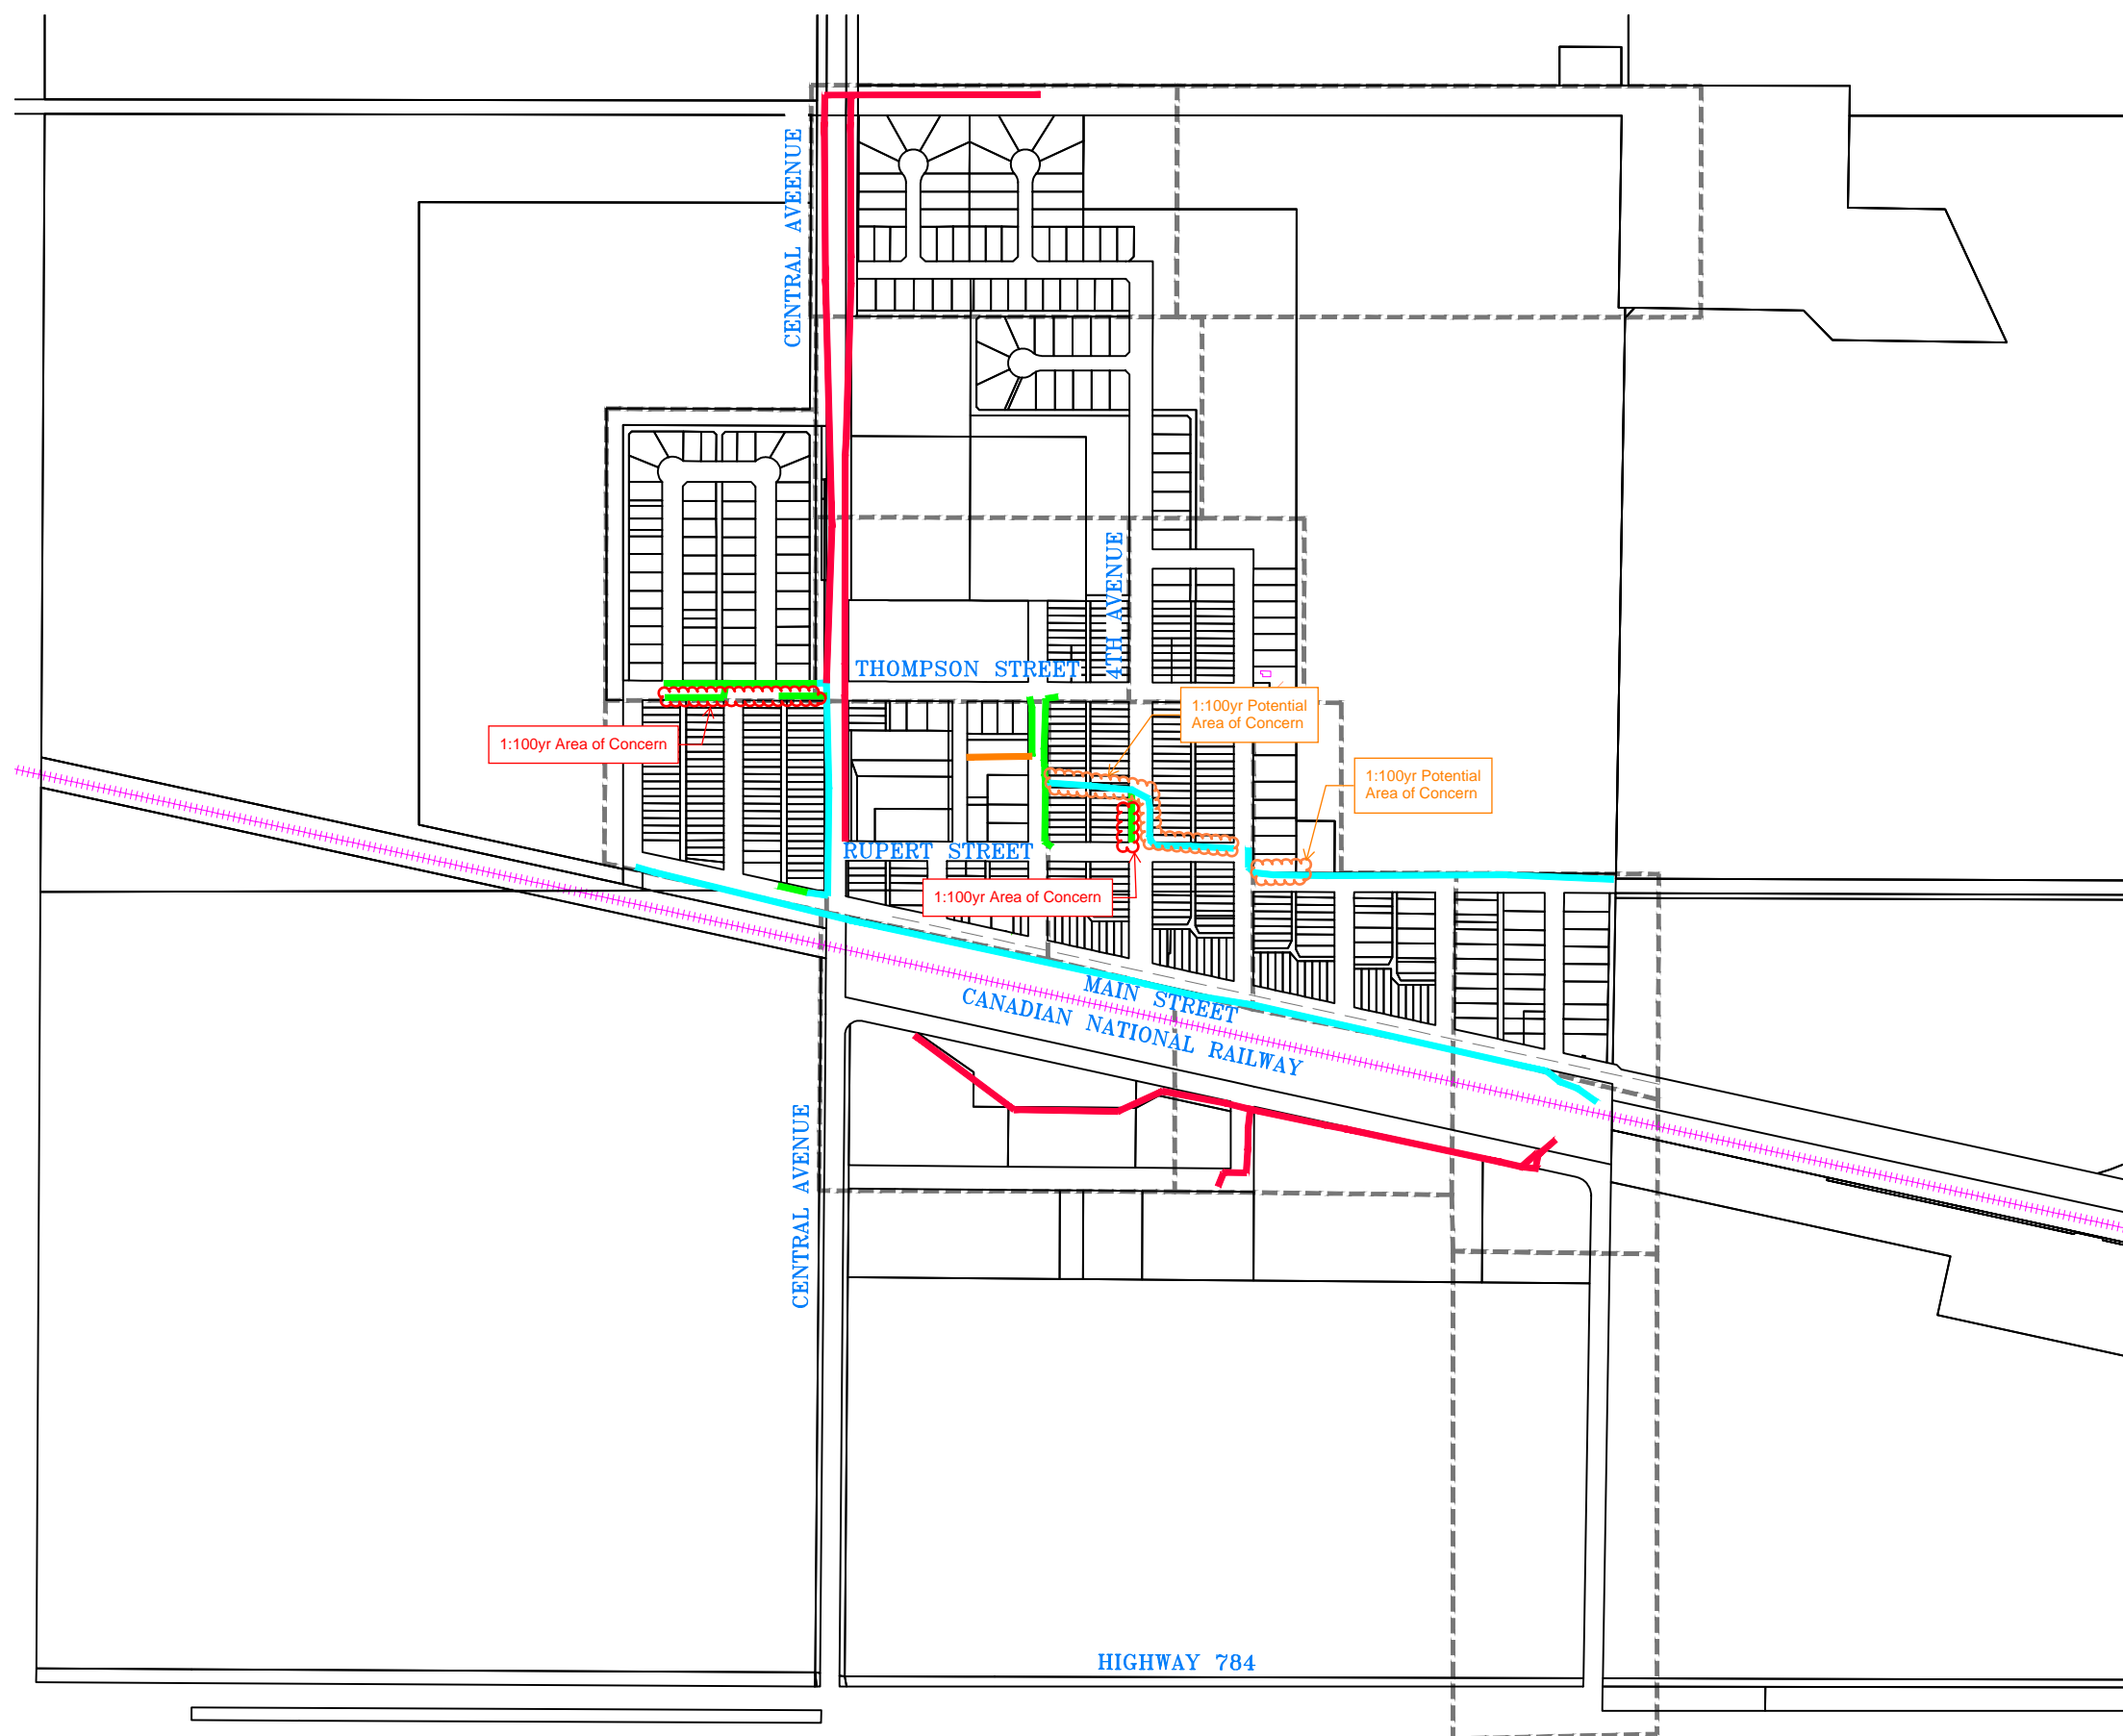 CENTRAL AVEENUE
4TH AVENUE
THOMPSON STREET
1:100yr Potential
Area of Concern
1:100yr Area of Concern
1:100yr Potential
Area of Concern
RUPERT STREET
1:100yr Area of Concern
MAIN STREET
CANADIAN NATIONAL RAILWAY
CENTRAL AVENUE
HIGHWAY 784